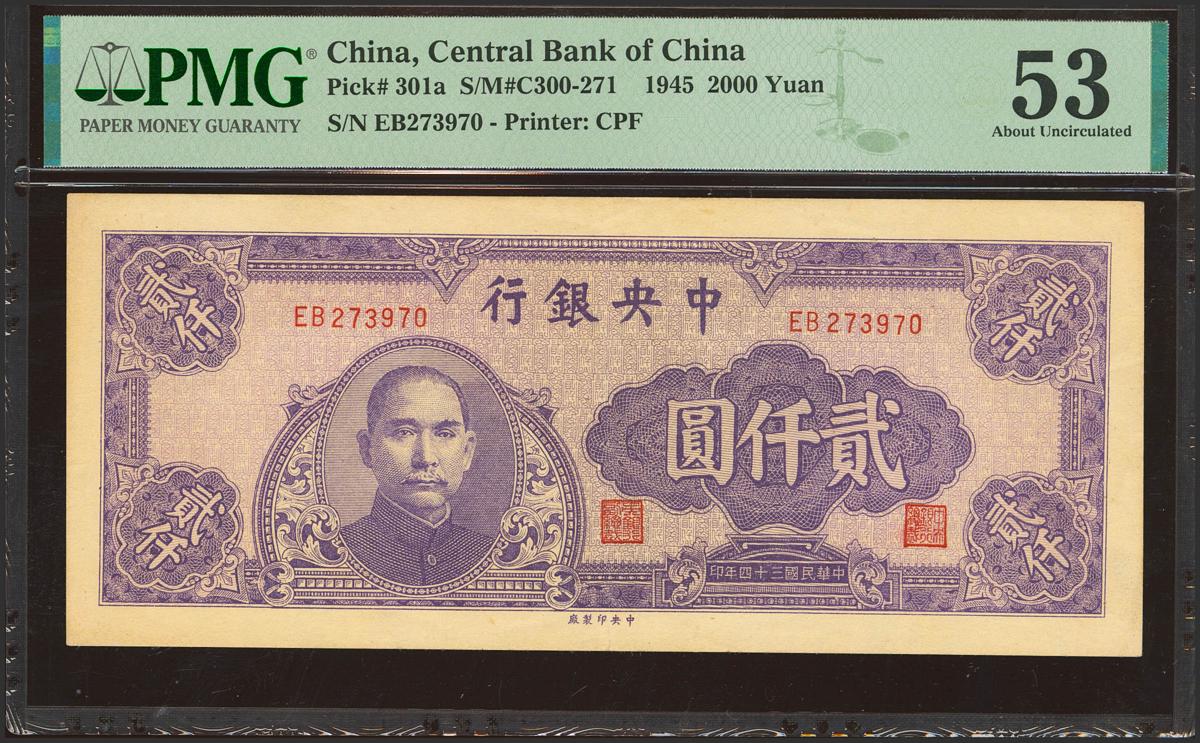 PMG®
PAPER MONEY GUARANTY
China, Central Bank of China
Pick# 301a S/M#C300-271 1945 2000 Yuan
S/N EB273970 - Printer: CPF
53
About Uncirculated
中央銀行
貳仟
貳仟
EB273970
EB273970
貳仟圓
貳仟
貳仟
中華民國三十四年印
中央印製廠